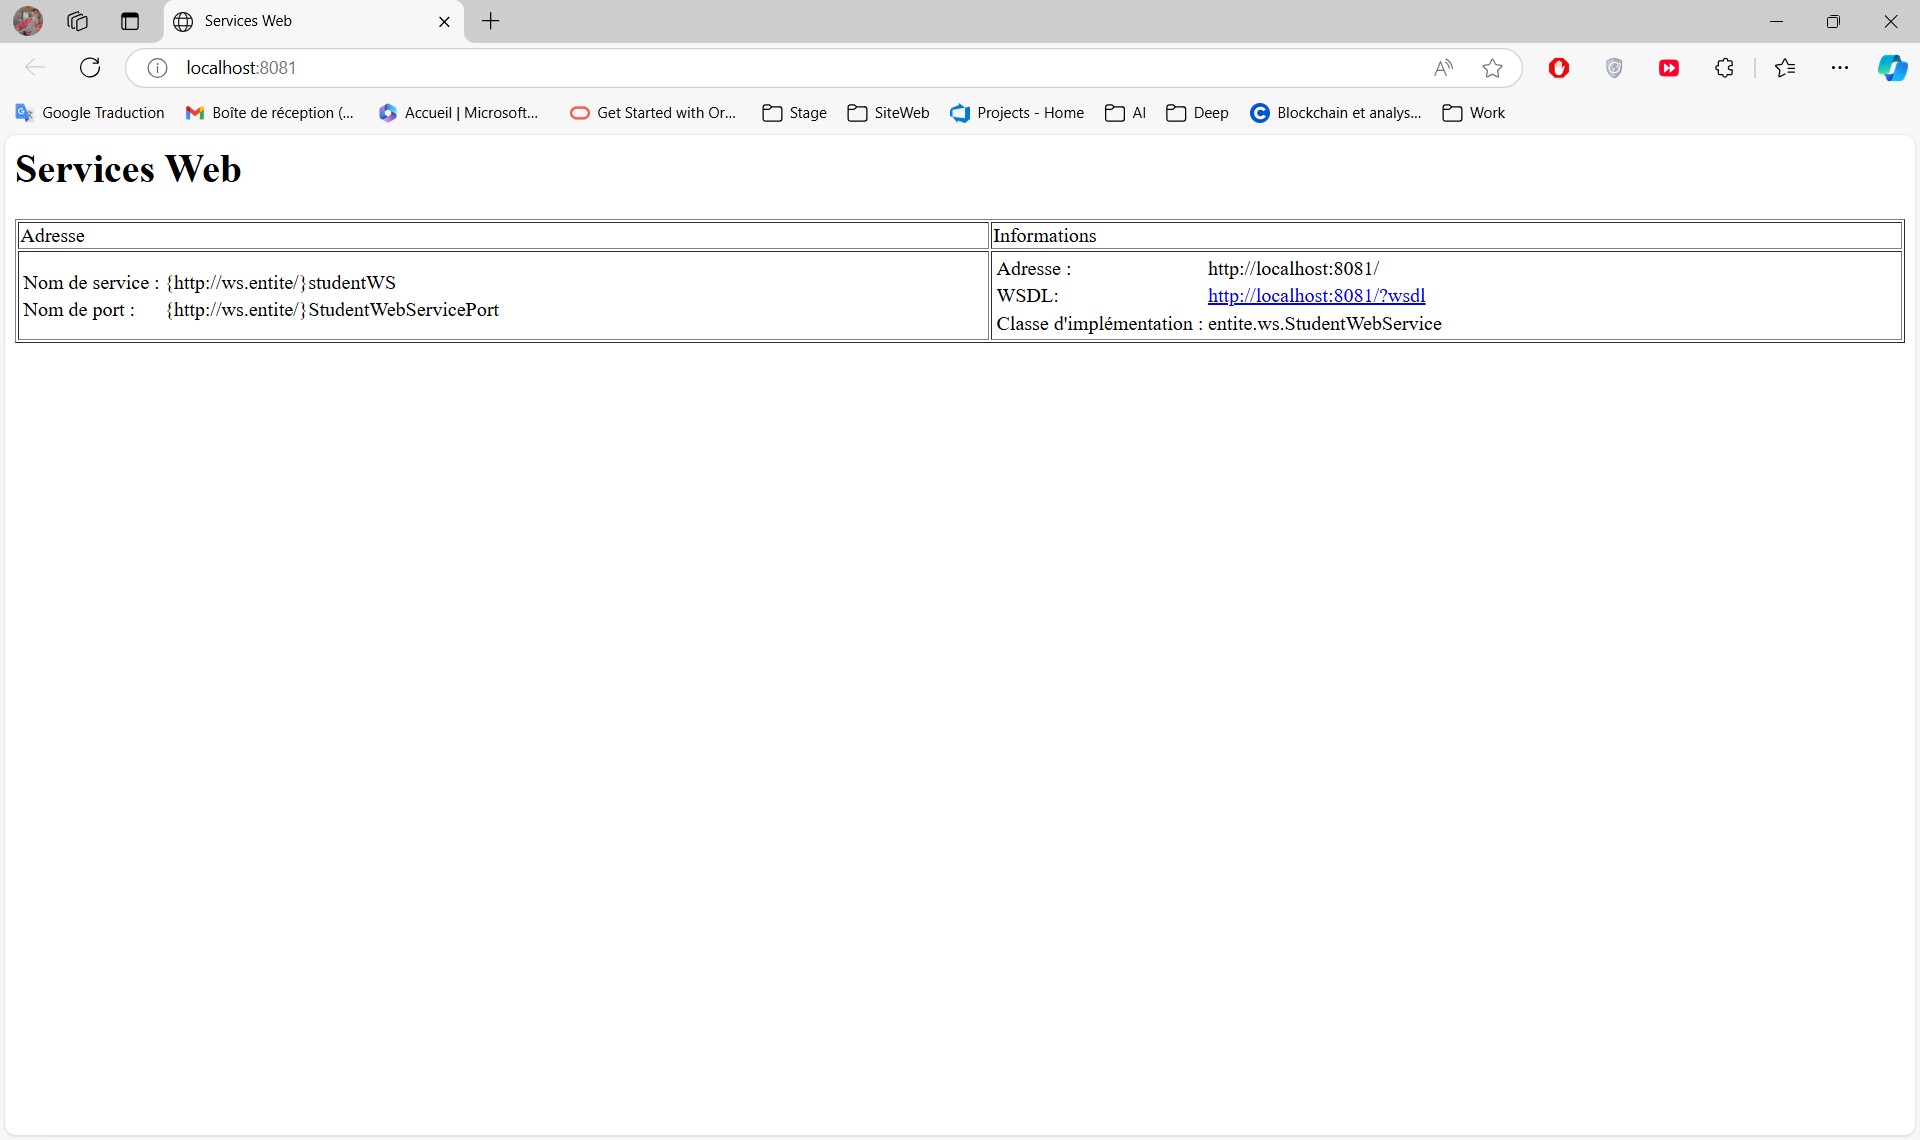 Services Web
localhost:8081
Google Traduction Boîte de réception (... Accueil | Microsoft... Get Started with Or... Stage SiteWeb Projects - Home AI Deep Blockchain et analys... Work
Services Web
Adresse Informations
Nom de service : {http://ws.entite/}studentWS
Nom de port : {http://ws.entite/}StudentWebServicePort
Adresse : http://localhost:8081/
WSDL: http://localhost:8081/?wsdl
Classe d'implémentation : entite.ws.StudentWebService